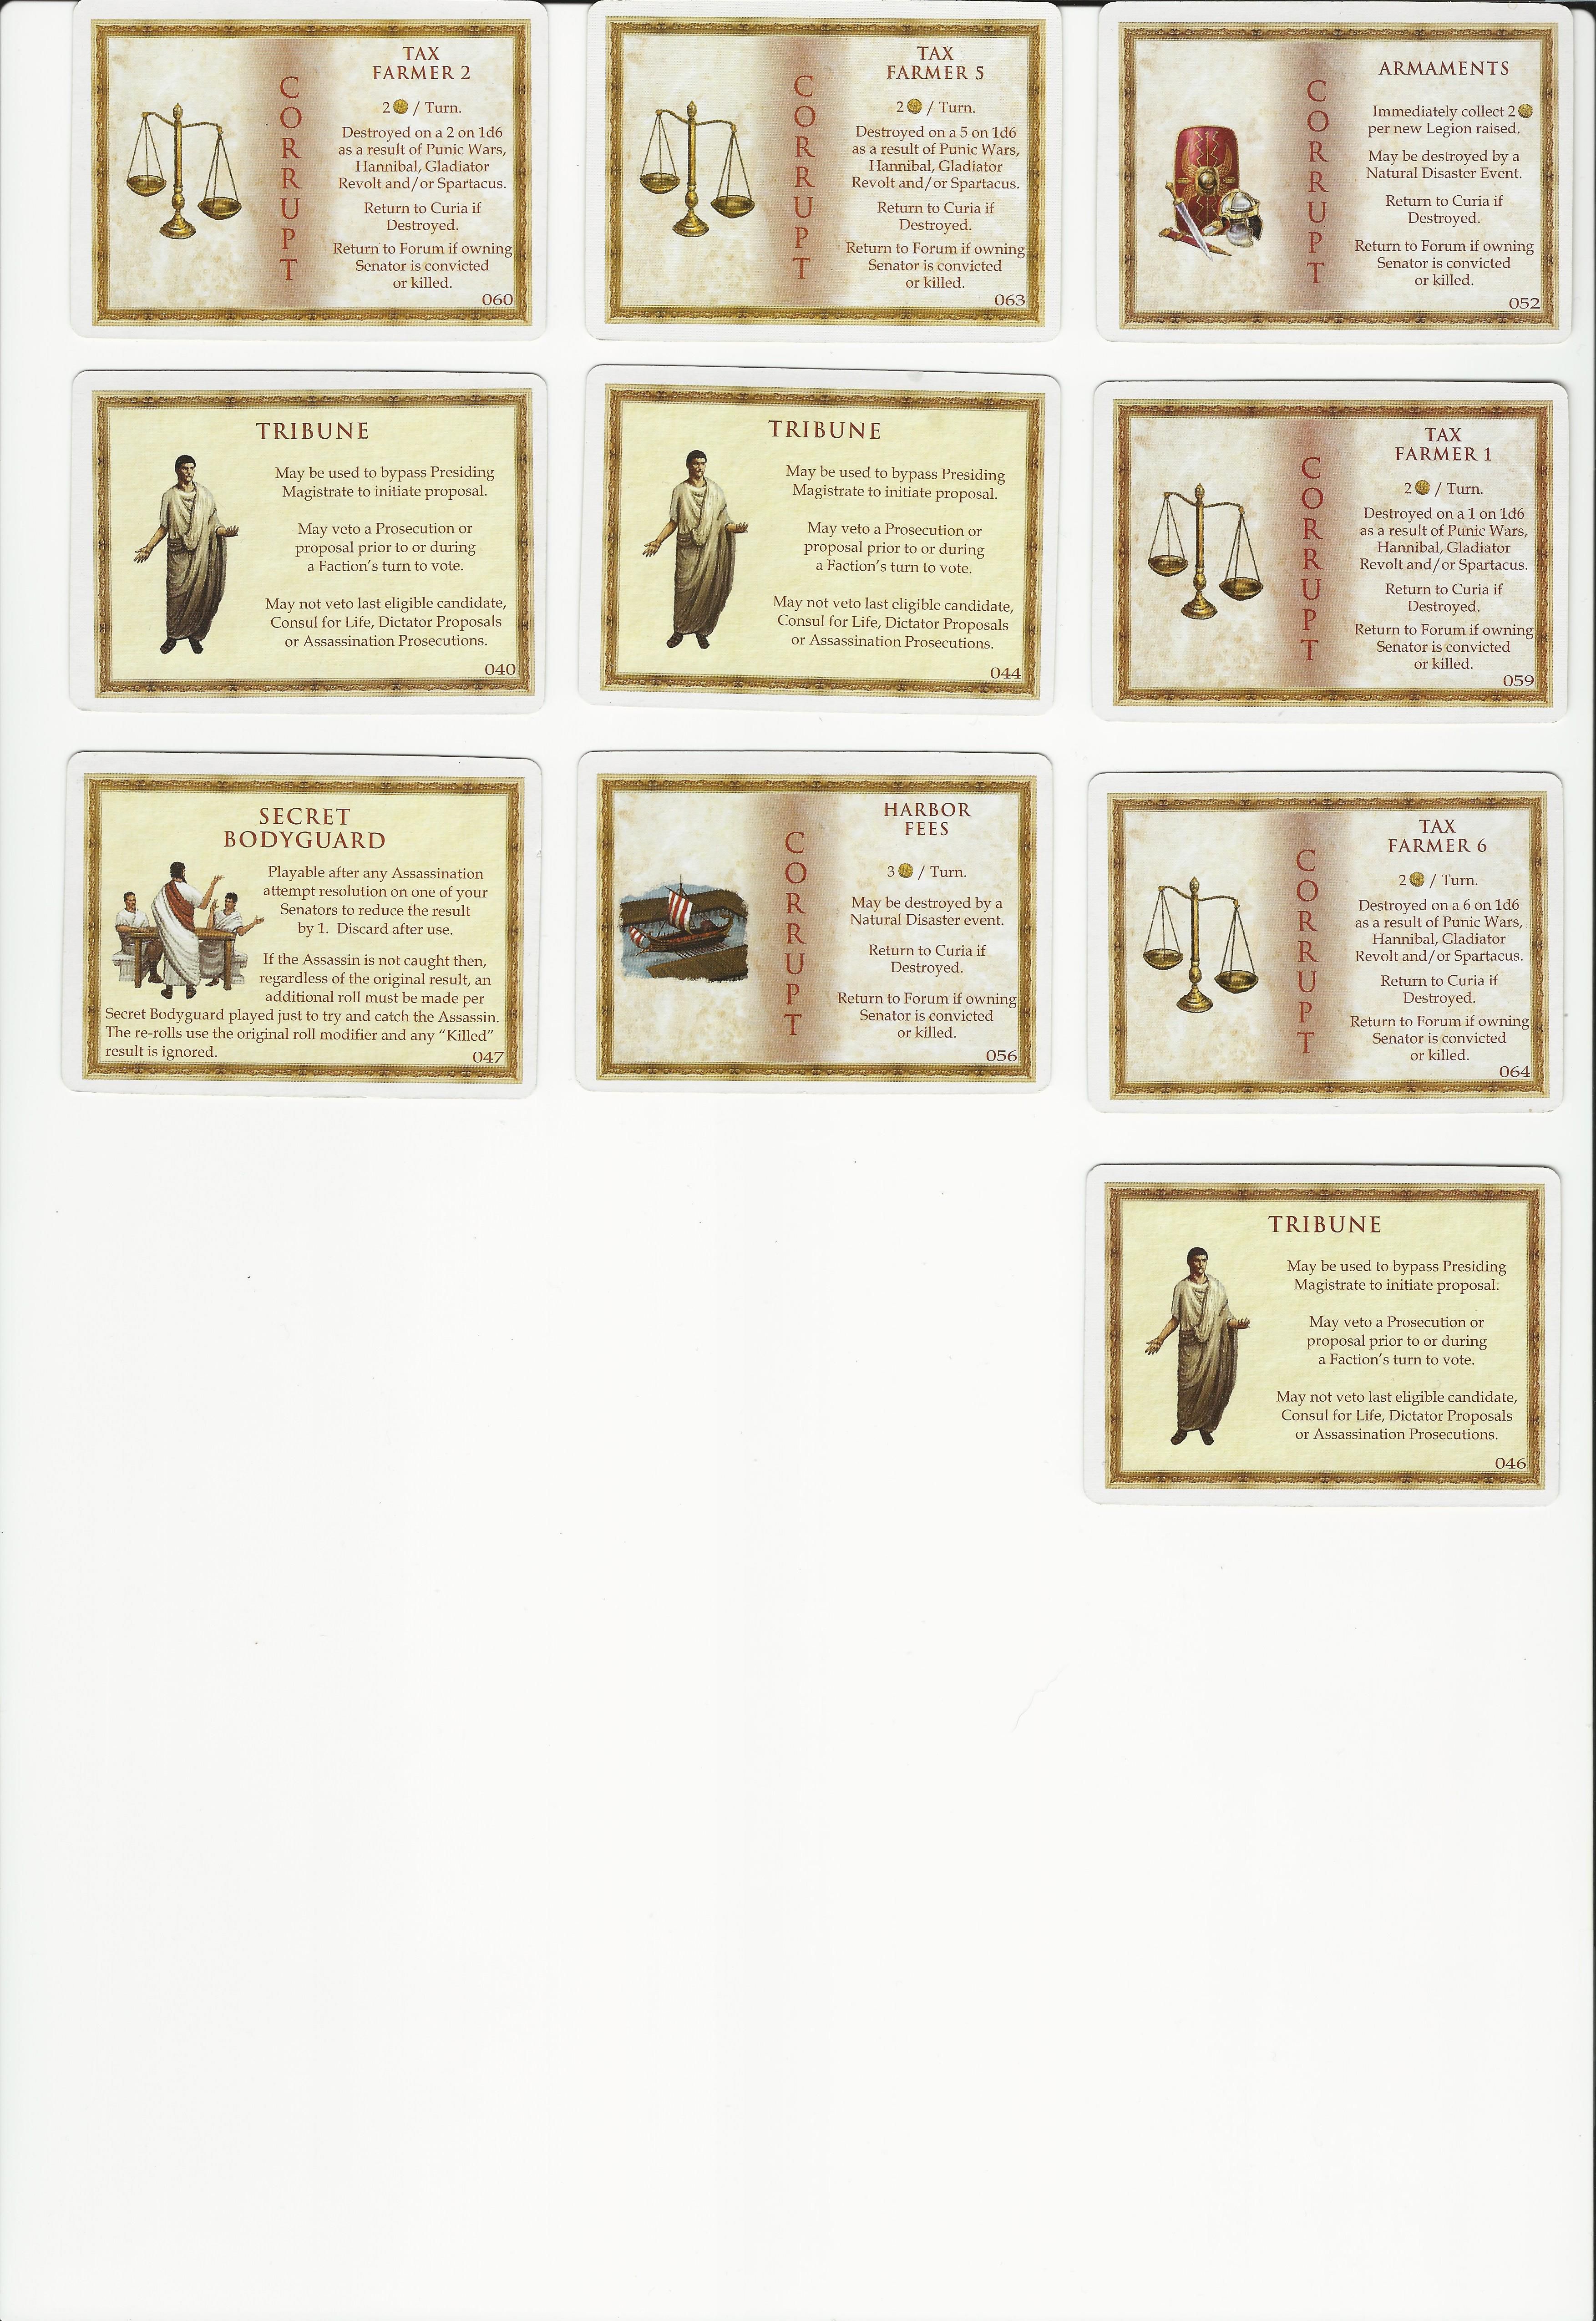 TAX
FARMER 2
2 / Turn.
Destroyed on a 2 on 1d6
as a result of Punic Wars,
Hannibal, Gladiator
Revolt and/or Spartacus.
Return to Curia if
Destroyed.
Return to Forum if owning
Senator is convicted
or killed.
060
CORRUPT
TAX
FARMER 5
2 / Turn.
Destroyed on a 5 on 1d6
as a result of Punic Wars,
Hannibal, Gladiator
Revolt and/or Spartacus.
Return to Curia if
Destroyed.
Return to Forum if owning
Senator is convicted
or killed.
063
CORRUPT
ARMAMENTS
Immediately collect 2
per new Legion raised.
May be destroyed by a
Natural Disaster Event.
Return to Curia if
Destroyed.
Return to Forum if owning
Senator is convicted
or killed.
052
CORRUPT
TRIBUNE
May be used to bypass Presiding
Magistrate to initiate proposal.
May veto a Prosecution or
proposal prior to or during
a Faction's turn to vote.
May not veto last eligible candidate,
Consul for Life, Dictator Proposals
or Assassination Prosecutions.
040
TRIBUNE
May be used to bypass Presiding
Magistrate to initiate proposal.
May veto a Prosecution or
proposal prior to or during
a Faction's turn to vote.
May not veto last eligible candidate,
Consul for Life, Dictator Proposals
or Assassination Prosecutions.
044
TAX
FARMER 1
2 / Turn.
Destroyed on a 1 on 1d6
as a result of Punic Wars,
Hannibal, Gladiator
Revolt and/or Spartacus.
Return to Curia if
Destroyed.
Return to Forum if owning
Senator is convicted
or killed.
059
CORRUPT
SECRET
BODYGUARD
Playable after any Assassination
attempt resolution on one of your
Senators to reduce the result
by 1. Discard after use.
If the Assassin is not caught then,
regardless of the original result, an
additional roll must be made per
Secret Bodyguard played just to try and catch the Assassin.
The re-rolls use the original roll modifier and any “Killed”
result is ignored.
047
HARBOR
FEES
3 / Turn.
May be destroyed by a
Natural Disaster event.
Return to Curia if
Destroyed.
Return to Forum if owning
Senator is convicted
or killed.
056
CORRUPT
TAX
FARMER 6
2 / Turn.
Destroyed on a 6 on 1d6
as a result of Punic Wars,
Hannibal, Gladiator
Revolt and/or Spartacus.
Return to Curia if
Destroyed.
Return to Forum if owning
Senator is convicted
or killed.
064
CORRUPT
TRIBUNE
May be used to bypass Presiding
Magistrate to initiate proposal.
May veto a Prosecution or
proposal prior to or during
a Faction's turn to vote.
May not veto last eligible candidate,
Consul for Life, Dictator Proposals
or Assassination Prosecutions.
046